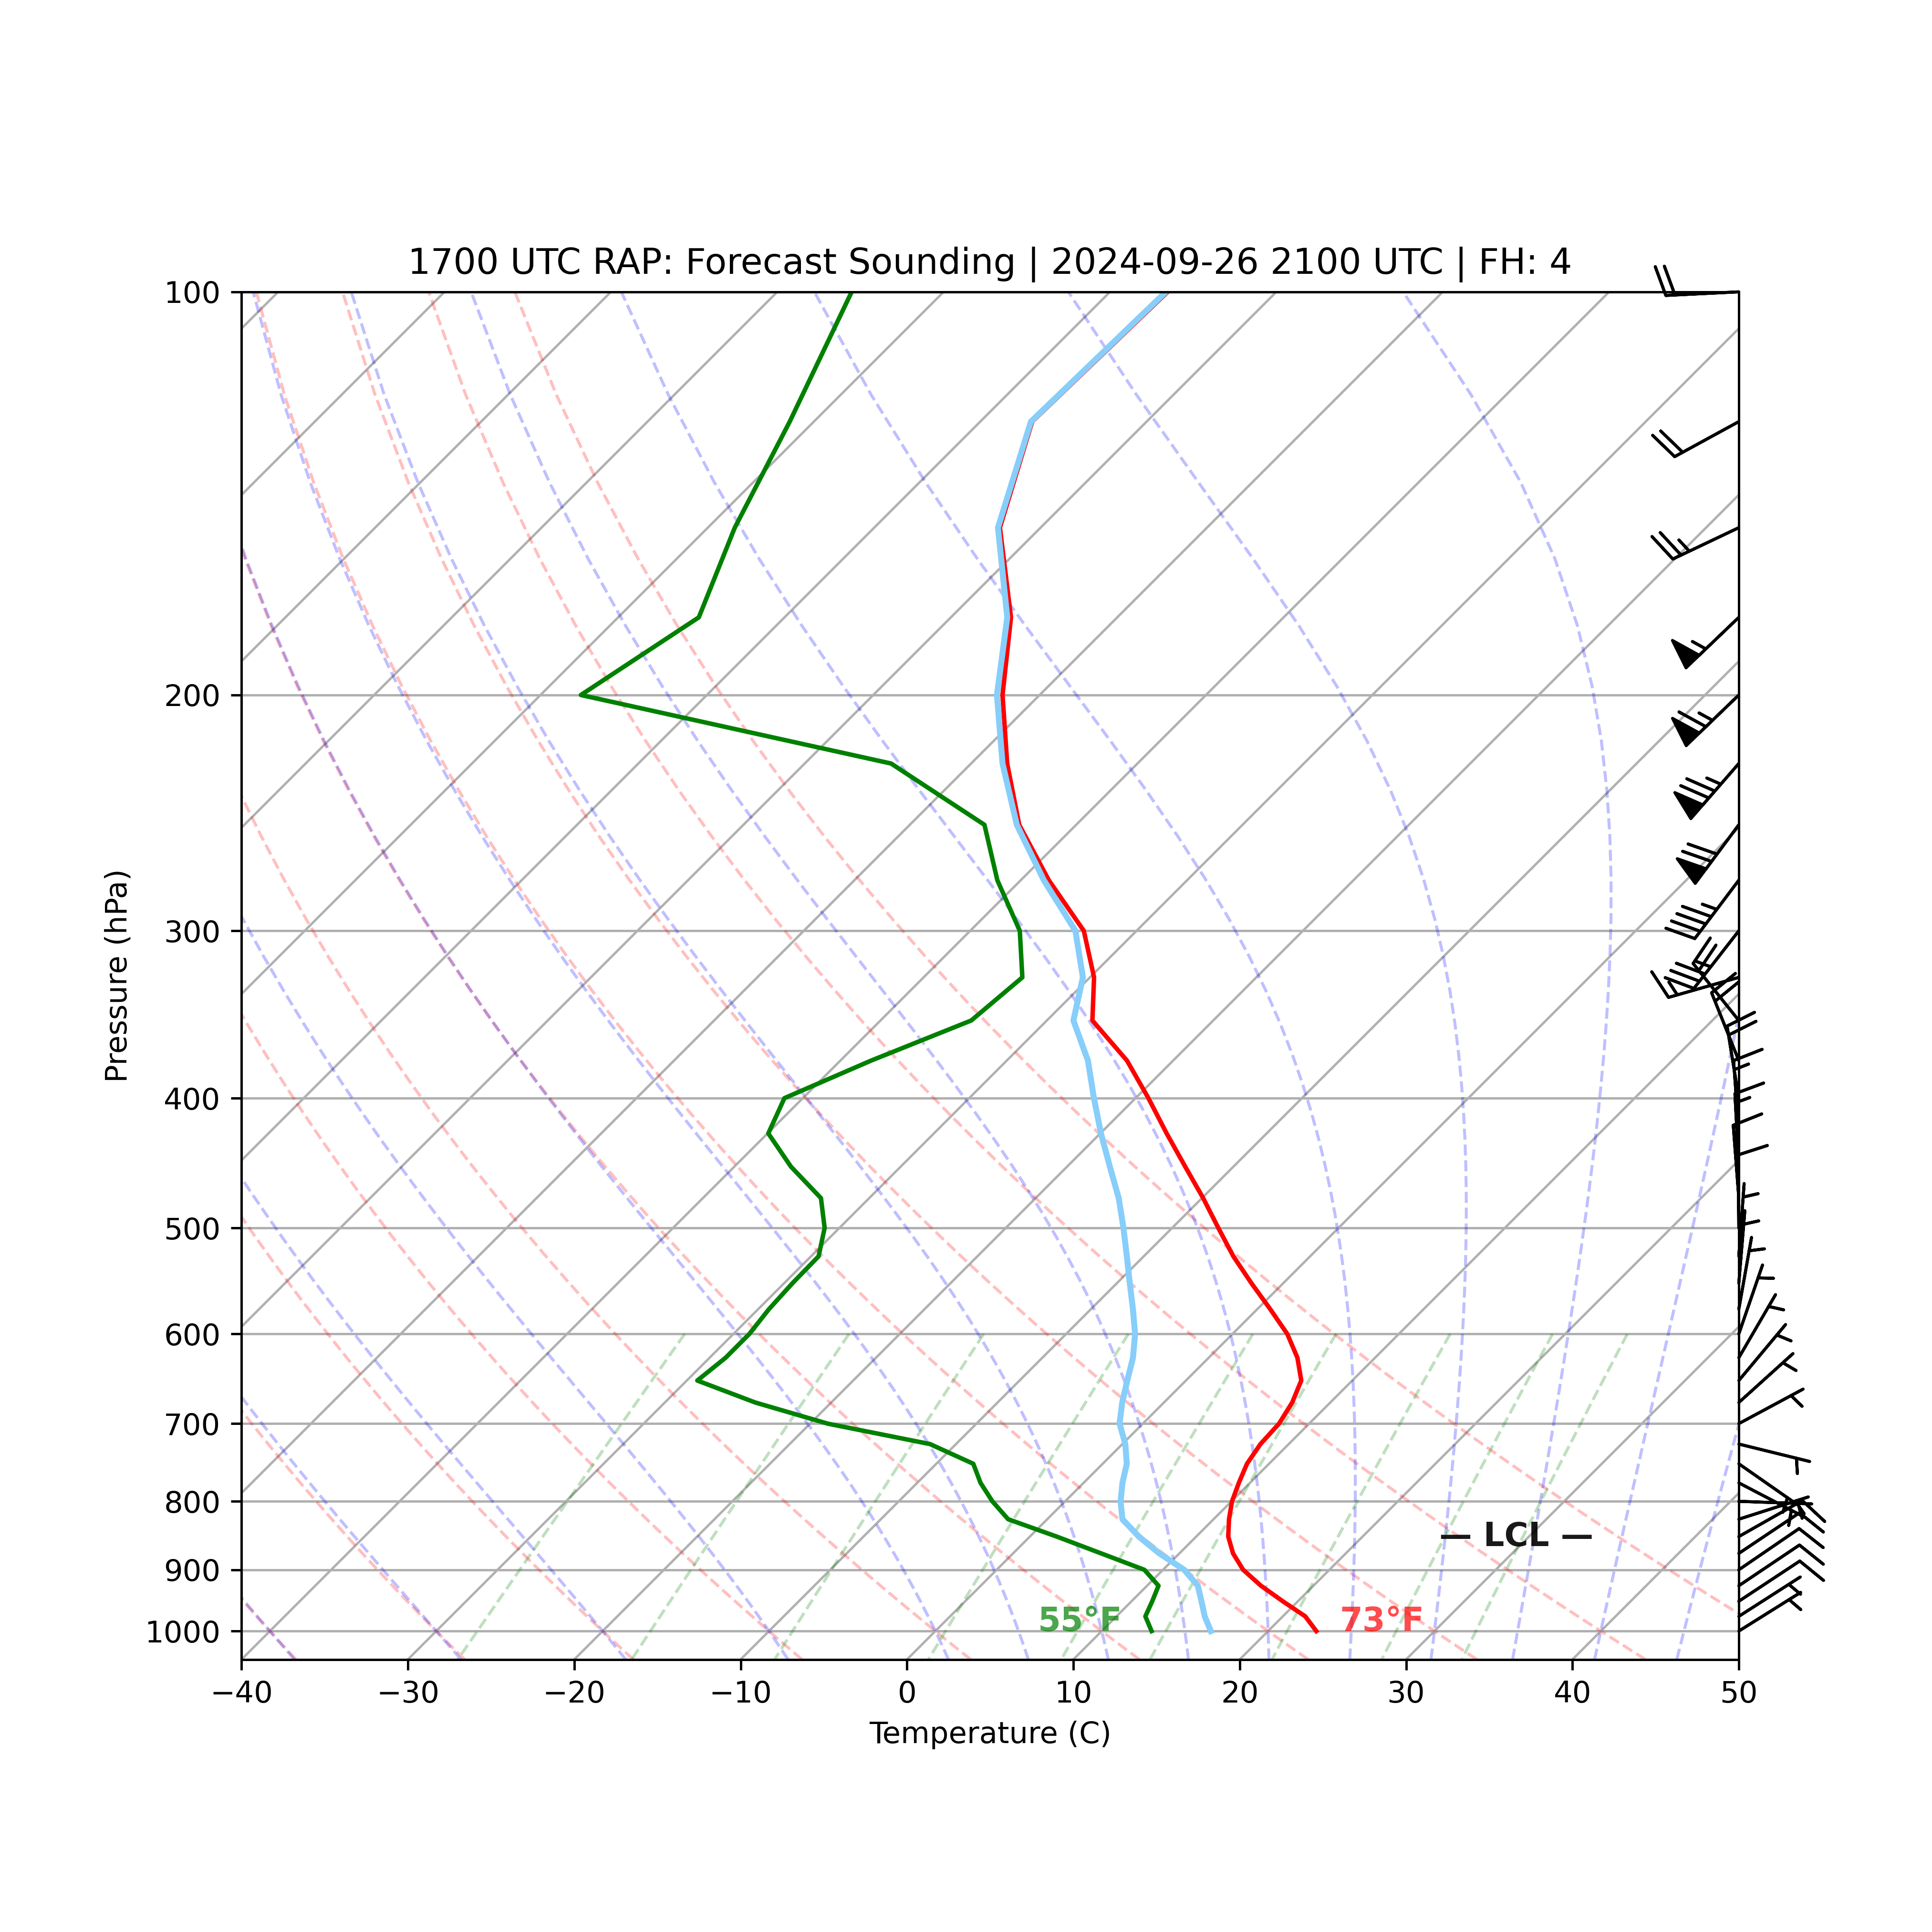 1700 UTC RAP: Forecast Sounding | 2024-09-26 2100 UTC | FH: 4
100
200
300
400
500
600
700
800
900
1000
Pressure (hPa)
— LCL —
55°F
73°F
−40 −30 −20 −10 0 10 20 30 40 50
Temperature (C)